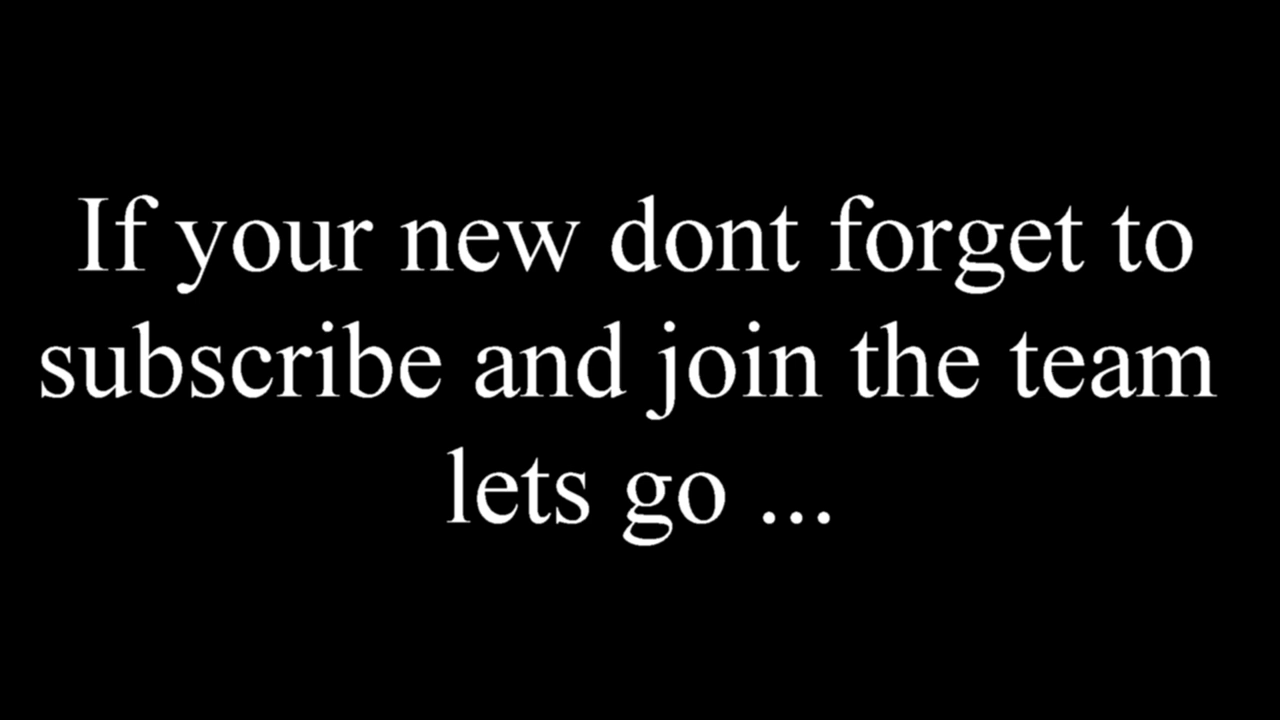 If your new dont forget to
subscribe and join the team
lets go ...